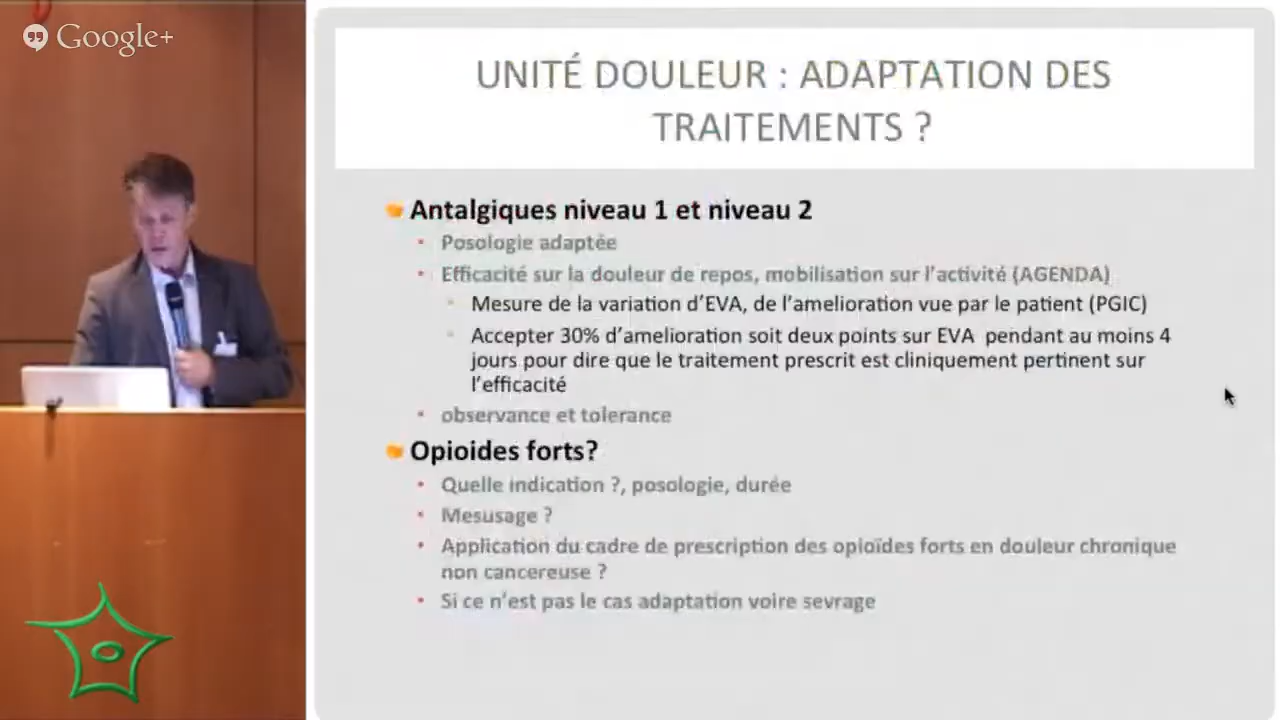 Google+
UNITÉ DOULEUR : ADAPTATION DES
TRAITEMENTS ?
Antalgiques niveau 1 et niveau 2
Posologie adaptée
Efficacité sur la douleur de repos, mobilisation sur l'activité (AGENDA)
Mesure de la variation d'EVA, de l'amelioration vue par le patient (PGIC)
Accepter 30% d'amelioration soit deux points sur EVA pendant au moins 4
jours pour dire que le traitement prescrit est cliniquement pertinent sur
l'efficacité
observance et tolerance
Opioides forts?
Quelle indication ?, posologie, durée
Mesusage ?
Application du cadre de prescription des opioïdes forts en douleur chronique
non cancereuse ?
Si ce n'est pas le cas adaptation voire sevrage